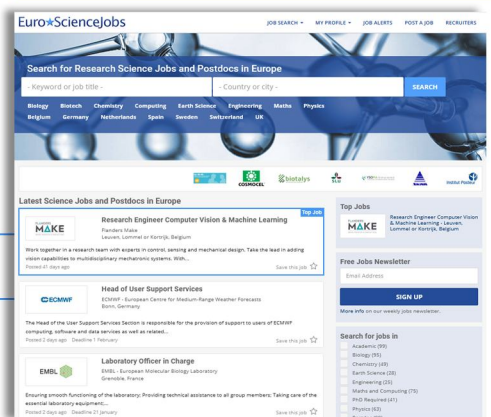 Euro★ScienceJobs
JOB SEARCH MY PROFILE JOB ALERTS POST A JOB RECRUITERS
Search for Research Science Jobs and Postdocs in Europe
- Keyword or job title - - Country or city - SEARCH
Biology Biotech Chemistry Computing Earth Science Engineering Maths Physics
Belgium Germany Netherlands Spain Sweden Switzerland UK
COSMOCEL biotalys SLU Institut Pasteur
Latest Science Jobs and Postdocs in Europe
Top Job
FLANDERS MAKE
Research Engineer Computer Vision & Machine Learning
Flanders Make
Leuven, Lommel or Kortrijk, Belgium
Work together in a research team with experts in control, sensing and mechanical design. Take the lead in adding
vision capabilities to multidisciplinary mechatronic systems. With...
Posted 41 days ago Save this job
ECMWF
Head of User Support Services
ECMWF - European Centre for Medium-Range Weather Forecasts
Bonn, Germany
The Head of the User Support Services Section is responsible for the provision of support to users of ECMWF
computing, software and data services as well as related...
Posted 2 days ago Deadline 1 February Save this job
EMBL
Laboratory Officer in Charge
EMBL - European Molecular Biology Laboratory
Grenoble, France
Ensuring smooth functioning of the laboratory; Providing technical assistance to all group members; Taking care of the
essential laboratory equipment;...
Posted 2 days ago Deadline 21 January Save this job
Top Jobs
FLANDERS MAKE
Research Engineer Computer Vision
& Machine Learning - Leuven,
Lommel or Kortrijk, Belgium
Free Jobs Newsletter
Email Address
SIGN UP
More info on our weekly jobs newsletter.
Search for jobs in
Academic (99)
Biology (95)
Chemistry (49)
Earth Science (28)
Engineering (25)
Maths and Computing (75)
PHD Required (41)
Physics (63)